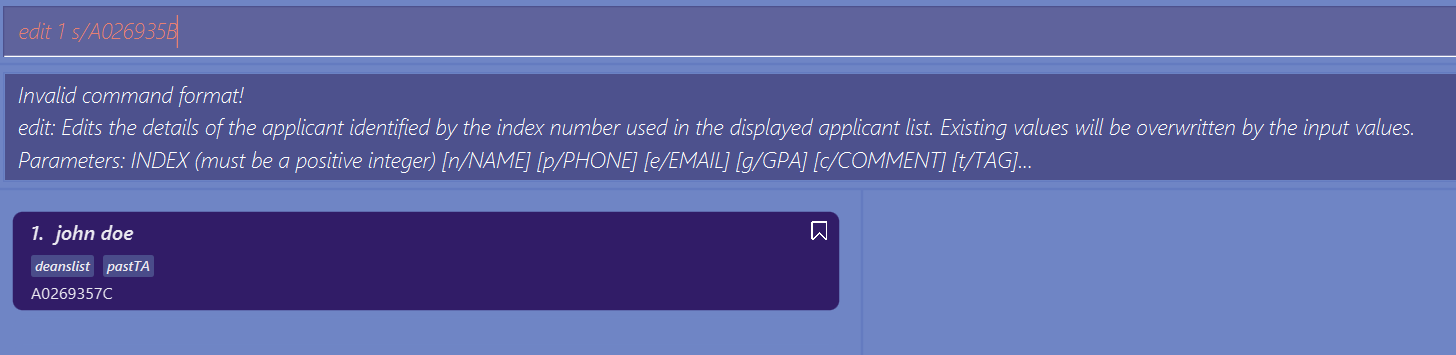 edit 1 s/A026935B
Invalid command format!
edit: Edits the details of the applicant identified by the index number used in the displayed applicant list. Existing values will be overwritten by the input values.
Parameters: INDEX (must be a positive integer) [n/NAME] [p/PHONE] [e/EMAIL] [g/GPA] [c/COMMENT] [t/TAG]...
1. john doe
deanslist pastTA
A0269357C